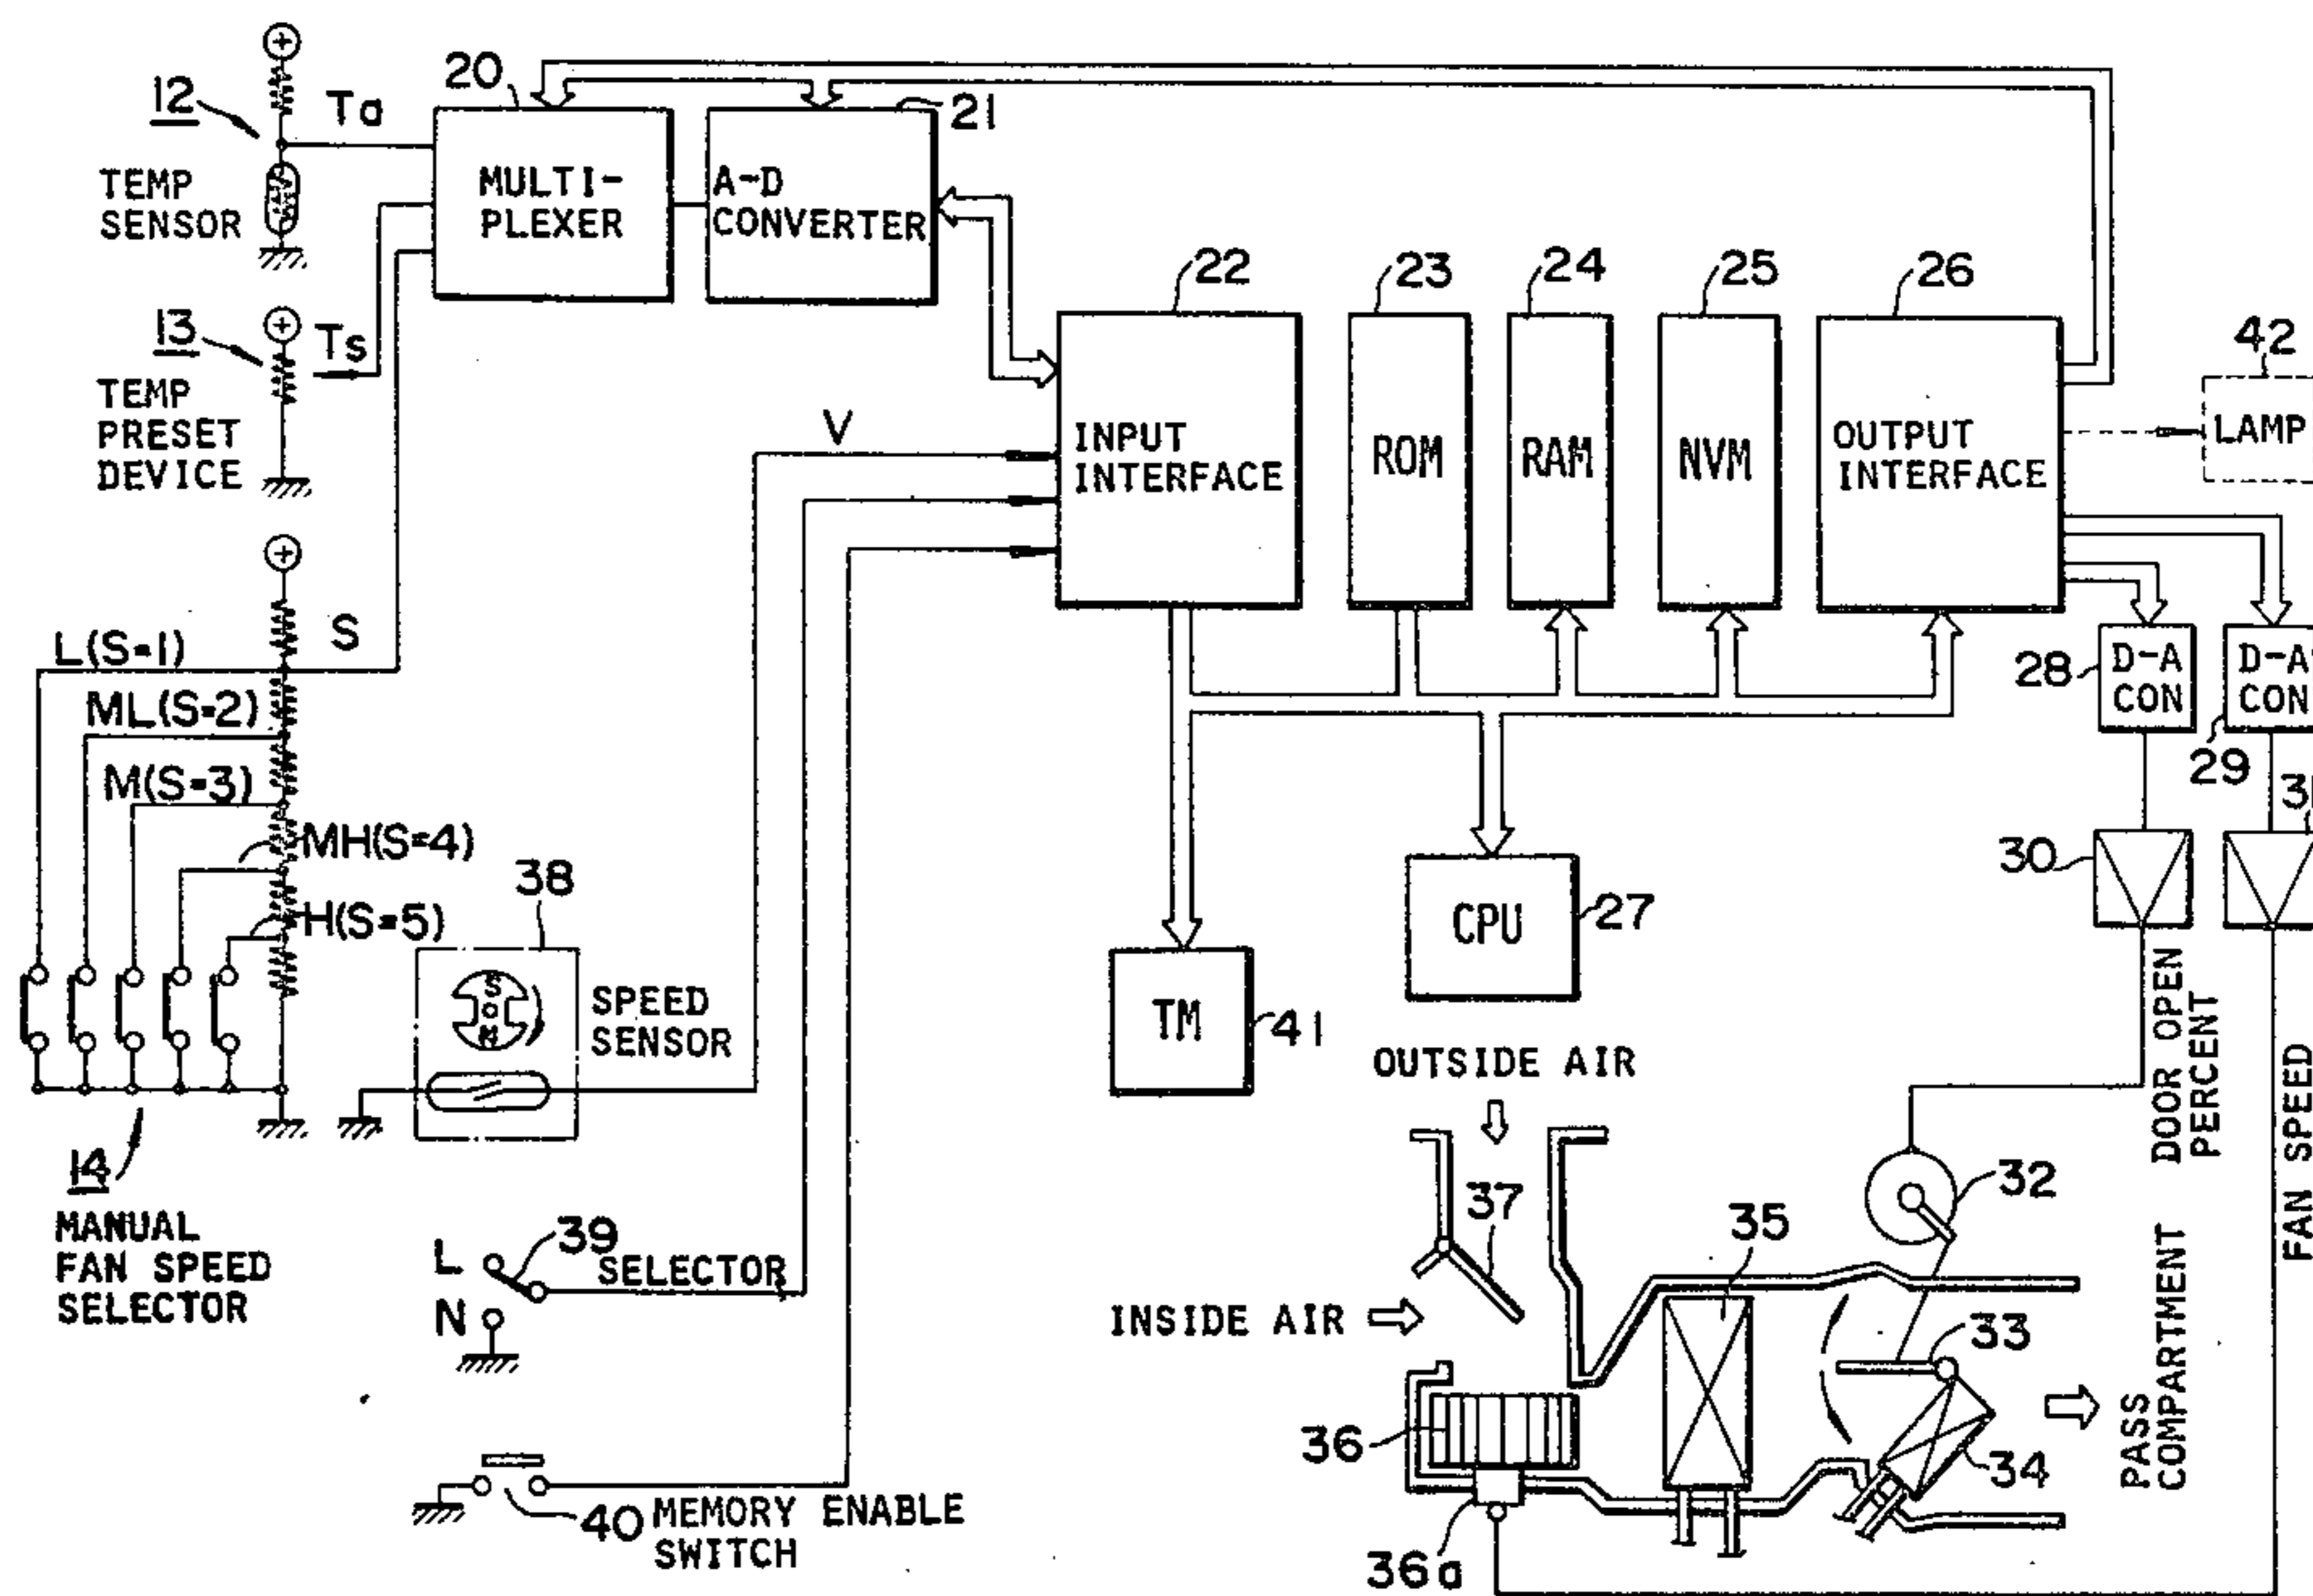 12
Ta
TEMP
SENSOR
20
MULTI-
PLEXER
21
A-D
CONVERTER
13
Ts
TEMP
PRESET
DEVICE
22
INPUT
INTERFACE
23
ROM
24
RAM
25
NVM
26
OUTPUT
INTERFACE
42
LAMP
V
S
L(S=1)
ML(S=2)
M(S=3)
MH(S=4)
H(S=5)
14
MANUAL
FAN SPEED
SELECTOR
38
S
SPEED
SENSOR
L
N
39
SELECTOR
40
MEMORY ENABLE
SWITCH
TM
41
CPU
27
28
D-A
CON
D-A
CON
29
30
31
DOOR OPEN
PERCENT
FAN SPEED
OUTSIDE AIR
INSIDE AIR
37
35
32
33
34
36
36a
PASS
COMPARTMENT